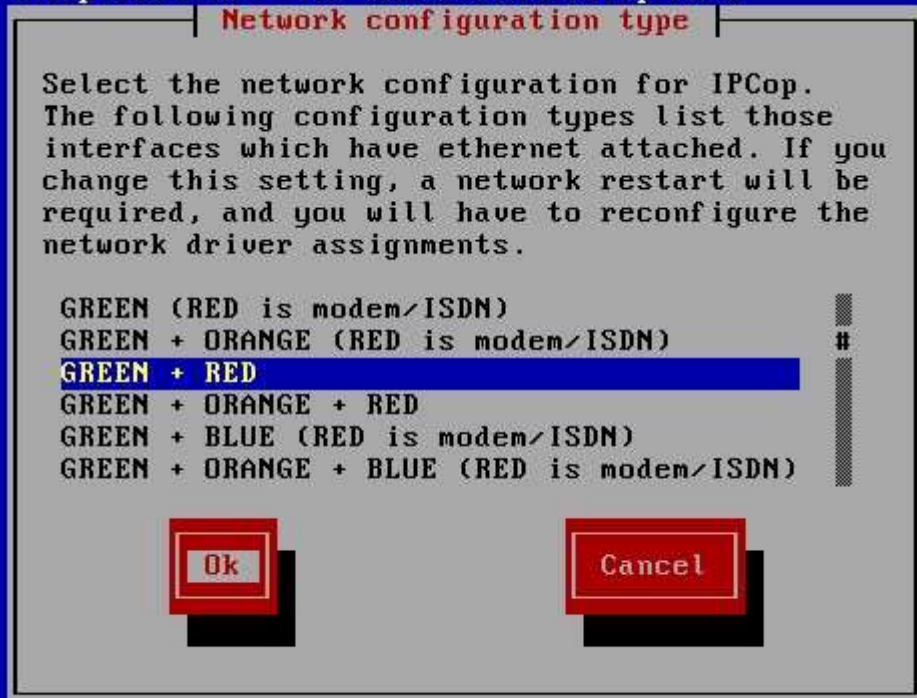 Network configuration type
Select the network configuration for IPCop.
The following configuration types list those
interfaces which have ethernet attached. If you
change this setting, a network restart will be
required, and you will have to reconfigure the
network driver assignments.
GREEN (RED is modem/ISDN)
GREEN + ORANGE (RED is modem/ISDN) #
GREEN + RED
GREEN + ORANGE + RED
GREEN + BLUE (RED is modem/ISDN)
GREEN + ORANGE + BLUE (RED is modem/ISDN)
Ok Cancel